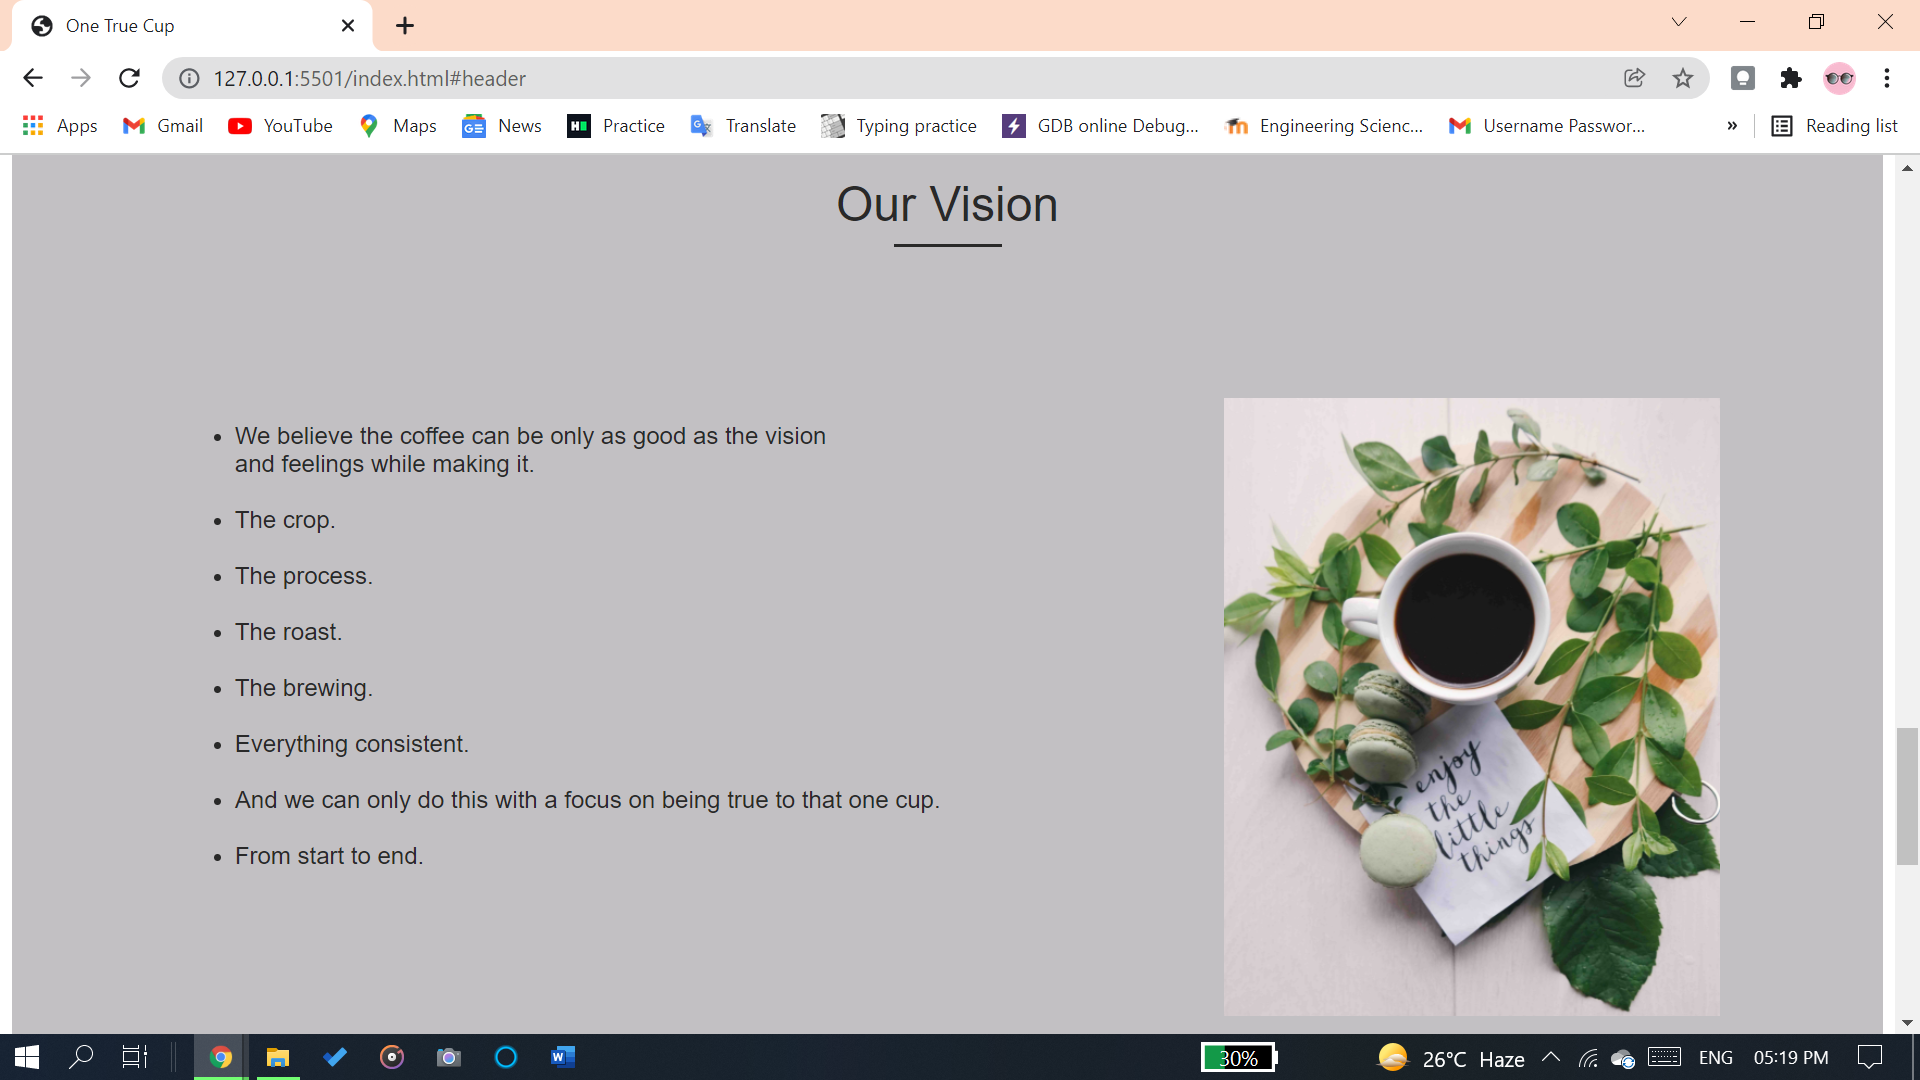 One True Cup
127.0.0.1:5501/index.html#header
Apps Gmail YouTube Maps News Practice Translate Typing practice GDB online Debug... Engineering Scienc... Username Passwor... » Reading list
Our Vision
• We believe the coffee can be only as good as the vision
and feelings while making it.
• The crop.
• The process.
• The roast.
• The brewing.
• Everything consistent.
• And we can only do this with a focus on being true to that one cup.
• From start to end.
enjoy
the
little
things
30% 26°C Haze ENG 05:19 PM